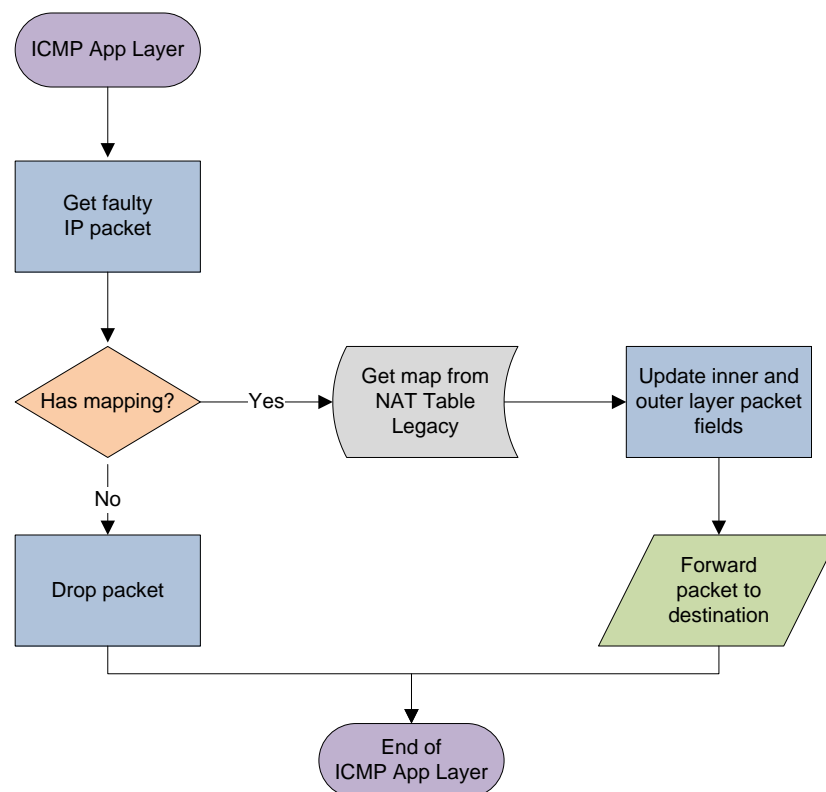 ICMP App Layer
Get faulty
IP packet
Has mapping?
Yes
Get map from
NAT Table
Legacy
Update inner and
outer layer packet
fields
No
Drop packet
Forward
packet to
destination
End of
ICMP App Layer